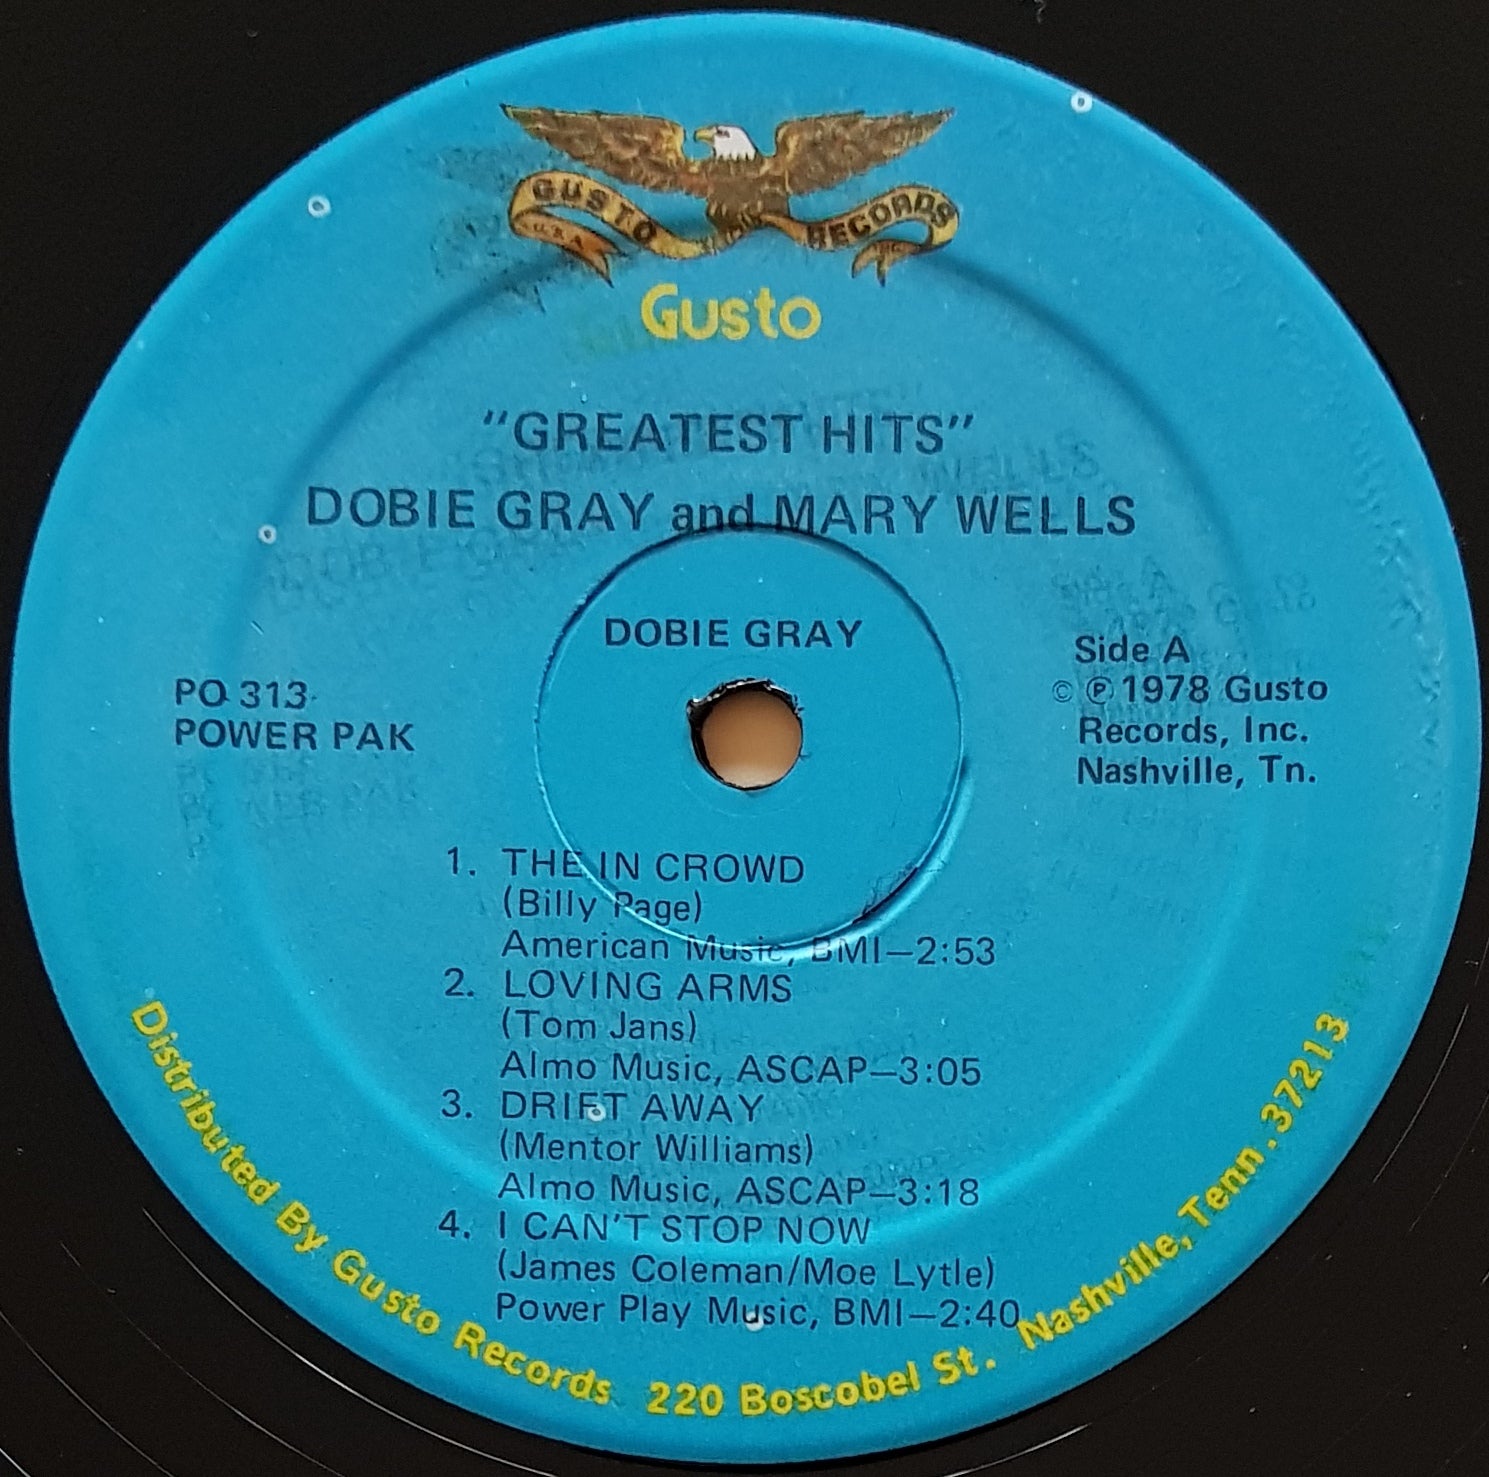 GUSTO RECORDS
U.S.A. INC.
Gusto
"GREATEST HITS"
DOBIE GRAY and MARY WELLS
DOBIE GRAY
PO 313
POWER PAK
Side A
© ℗ 1978 Gusto
Records, Inc.
Nashville, Tn.
1. THE IN CROWD
(Billy Page)
American Music, BMI—2:53
2. LOVING ARMS
(Tom Jans)
Almo Music, ASCAP—3:05
3. DRIFT AWAY
(Mentor Williams)
Almo Music, ASCAP—3:18
4. I CAN'T STOP NOW
(James Coleman/Moe Lytle)
Power Play Music, BMI—2:40
Distributed By Gusto Records 220 Boscobel St. Nashville, Tenn. 37213